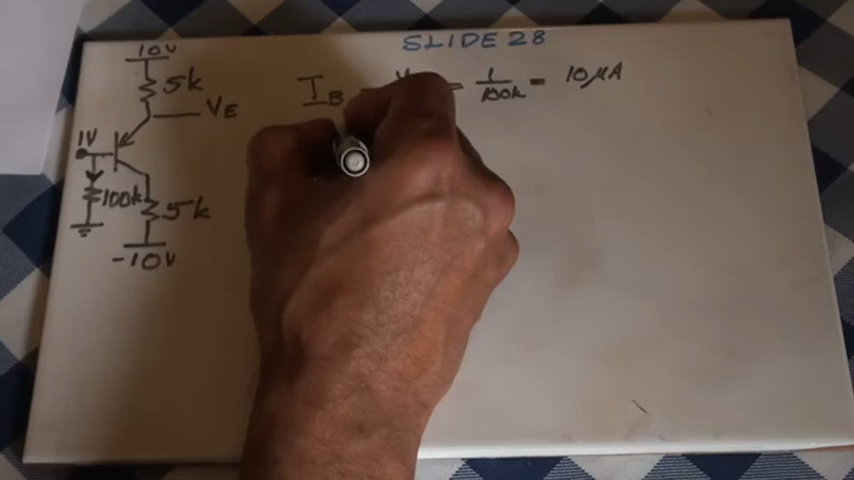 SLIDE 28
10V
5k
VE
1V
100k
5k
-10V
IB = V = 1/100k = 10μA